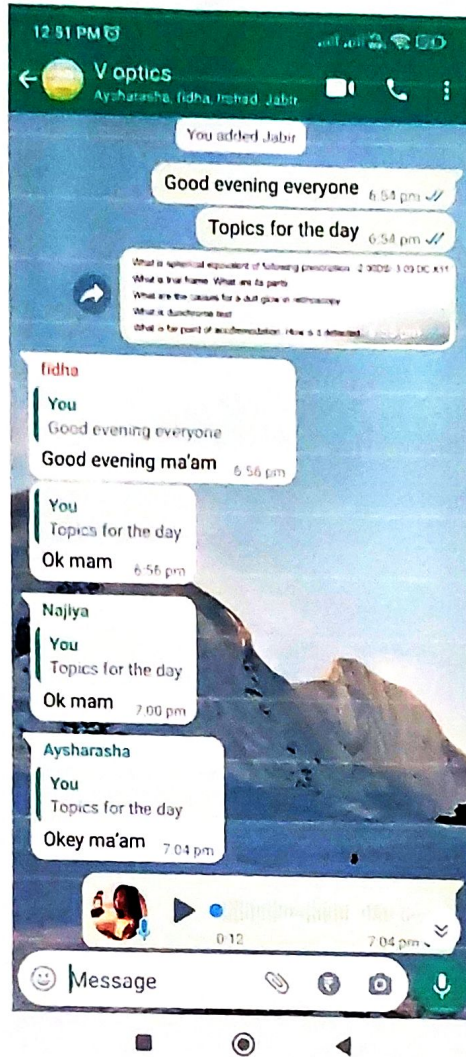 12:51 PM
V optics
Aysharasha, fidha, Irshad, Jabir
You added Jabir
Good evening everyone 6:54 pm
Topics for the day 6:54 pm
What is spherical equivalent of following prescription
What is trial frame. What are its parts
What are the causes for a dull glow in retinoscopy
What is duochrome test
What is far point of accommodation. How is it detected
fidha
You
Good evening everyone
Good evening ma'am 6:56 pm
You
Topics for the day
Ok mam 6:56 pm
Najiya
You
Topics for the day
Ok mam 7:00 pm
Aysharasha
You
Topics for the day
Okey ma'am 7:04 pm
0:12 7:04 pm
Message